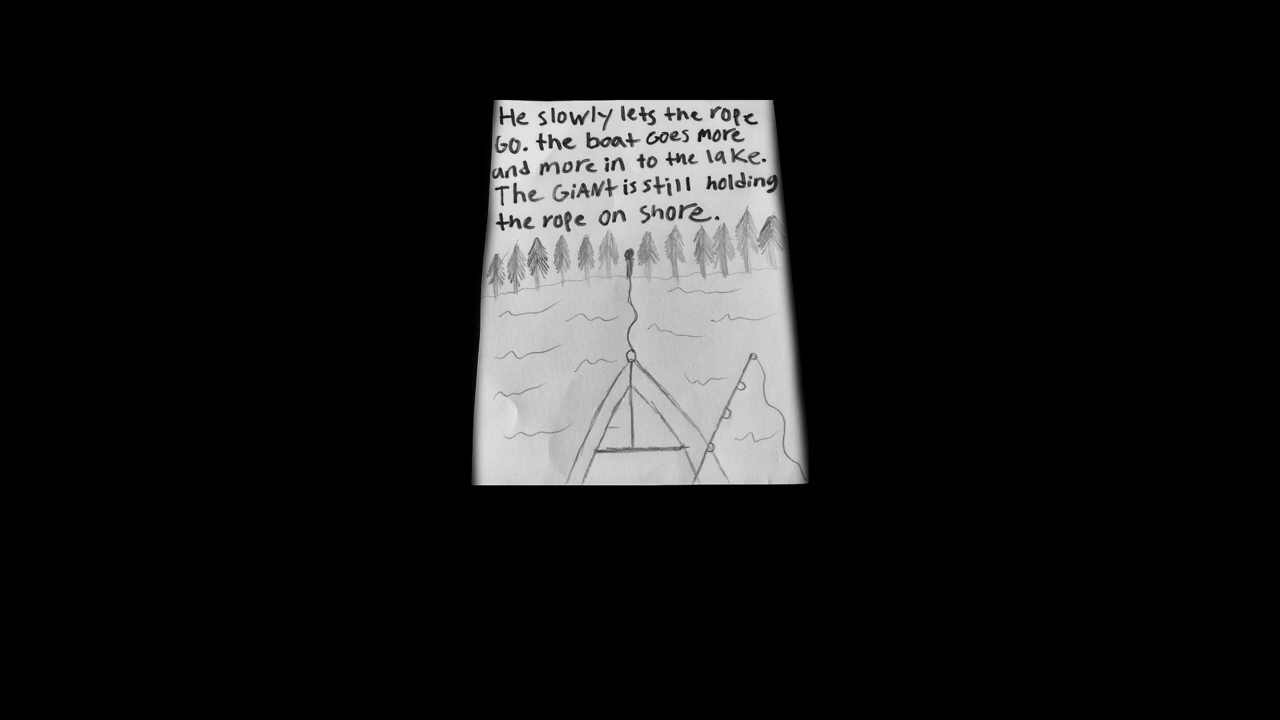 He slowly lets the rope
Go. the boat Goes more
and more in to the lake.
The GiANt is still holding
the rope on shore.